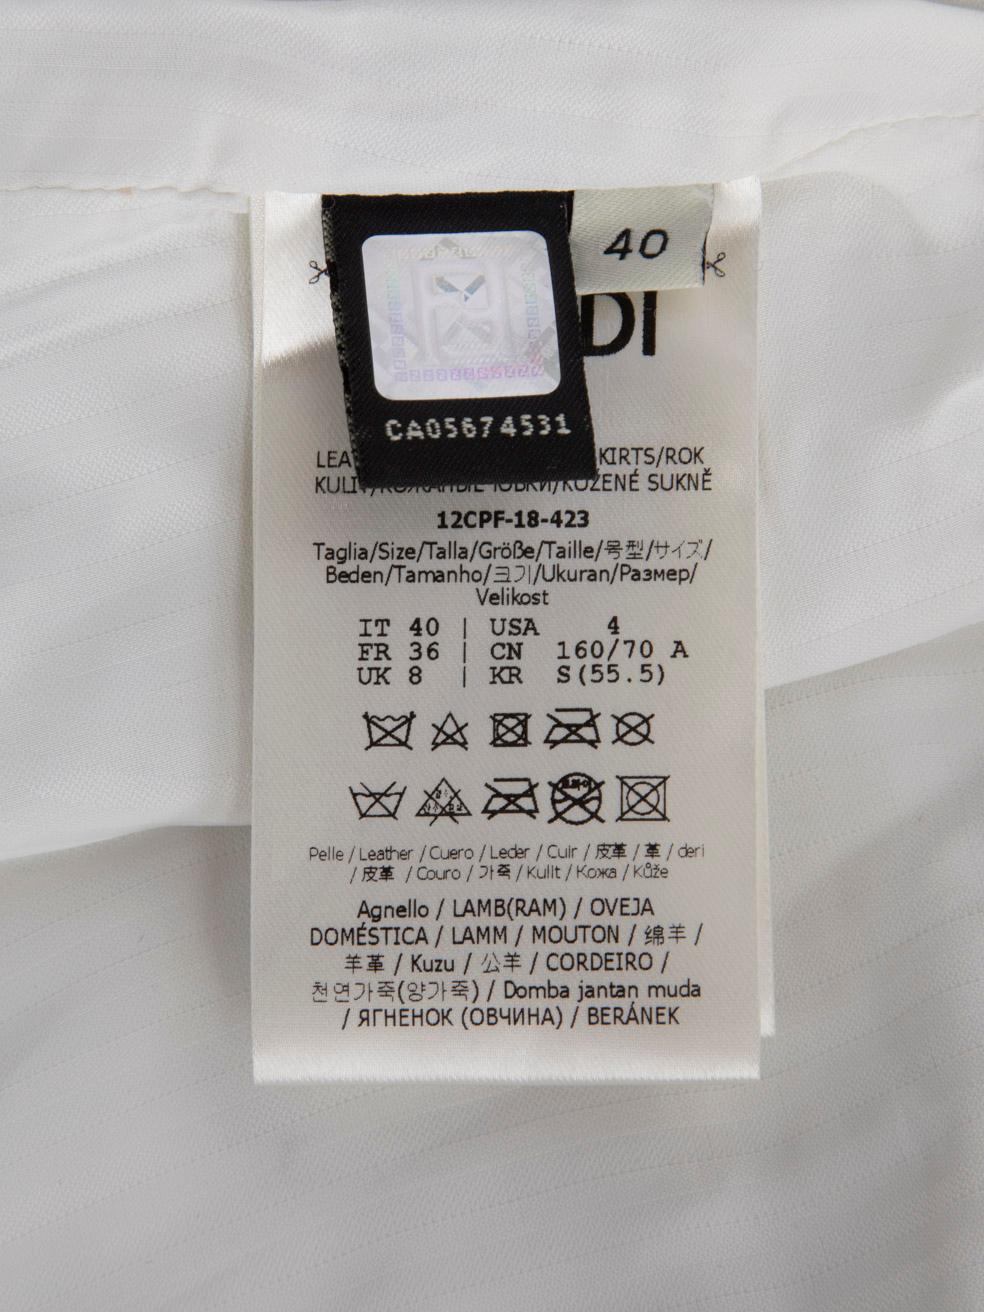 40
DI
CA05674531
KIRTS/ROK
KOŽENÉ SUKNĚ
12CPF-18-423
Taglia/Size/Talla/Größe/Taille/号型/サイズ/
Beden/Tamanho/크기/Ukuran/Размер/
Velikost
IT 40 | USA 4
FR 36 | CN 160/70 A
UK 8 | KR S(55.5)
Pelle / Leather / Cuero / Leder / Cuir / 皮革 / 革 / deri
/ 皮革 / Couro / 가죽 / Kulit / Кожа / Kůže
Agnello / LAMB(RAM) / OVEJA
DOMÉSTICA / LAMM / MOUTON / 绵羊 /
羊革 / Kuzu / 公羊 / CORDEIRO /
천연가죽(양가죽) / Domba jantan muda
/ ЯГНЕНОК (ОВЧИНА) / BERÁNEK